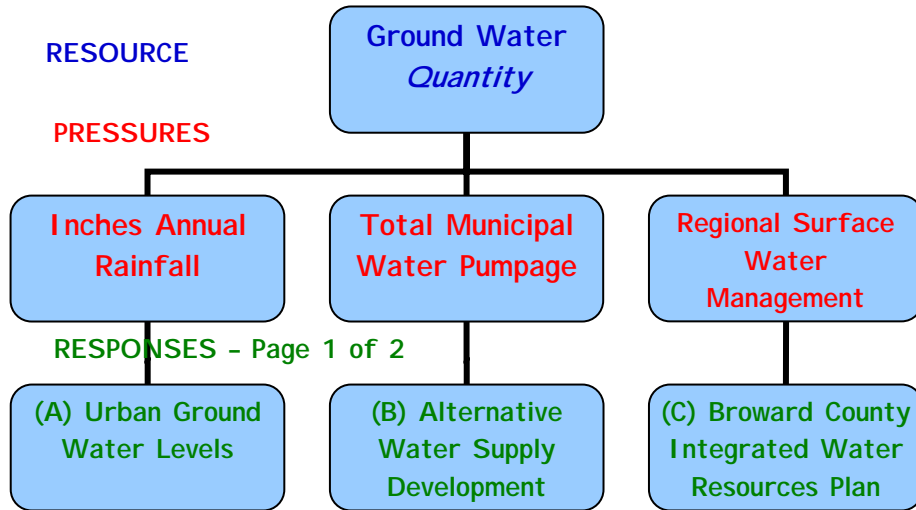 RESOURCE
Ground Water
Quantity
PRESSURES
Inches Annual
Rainfall
Total Municipal
Water Pumpage
Regional Surface
Water
Management
RESPONSES – Page 1 of 2
(A) Urban Ground
Water Levels
(B) Alternative
Water Supply
Development
(C) Broward County
Integrated Water
Resources Plan